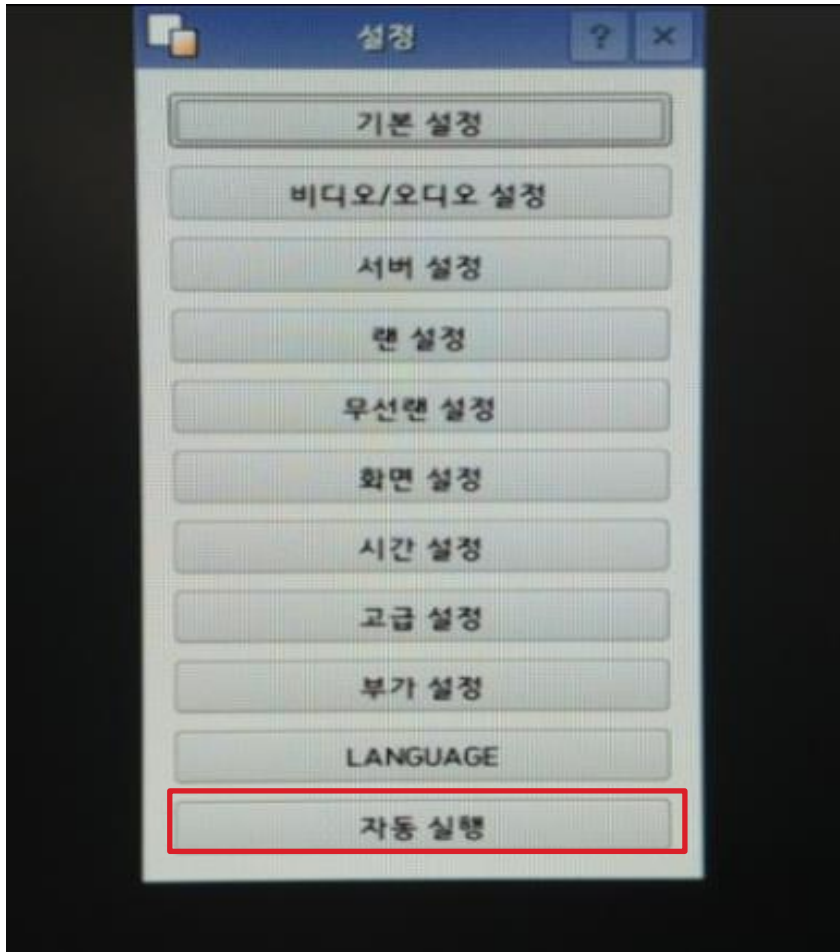 설정 ? ×
기본 설정
비디오/오디오 설정
서버 설정
랜 설정
무선랜 설정
화면 설정
시간 설정
고급 설정
부가 설정
LANGUAGE
자동 실행